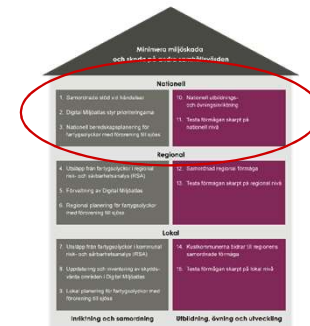 Minimera miljöskada
och skada på andra samhällsvärden
Nationell
1. Samordnade stöd vid händelser
2. Digital Miljöatlas styr prioriteringarna
3. Nationell beredskapsplanering för
fartygsolyckor med förorening till sjöss
10. Nationell utbildnings-
och övningsinriktning
11. Testa förmågan skarpt på
nationell nivå
Regional
4. Utsläpp från fartygsolyckor i regional
risk- och sårbarhetsanalys (RSA)
5. Förvaltning av Digital Miljöatlas
6. Regional planering för fartygsolyckor
med förorening till sjöss
12. Samordnad regional förmåga
13. Testa förmågan skarpt på regional nivå
Lokal
7. Utsläpp från fartygsolyckor i kommunal
risk- och sårbarhetsanalys (RSA)
8. Uppdatering och inventering av skydds-
värda områden i Digital Miljöatlas
9. Lokal planering för fartygsolyckor med
förorening till sjöss
14. Kustkommunerna bidrar till regionens
samordnade förmåga
15. Testa förmågan skarpt på lokal nivå
Inriktning och samordning
Utbildning, övning och utveckling